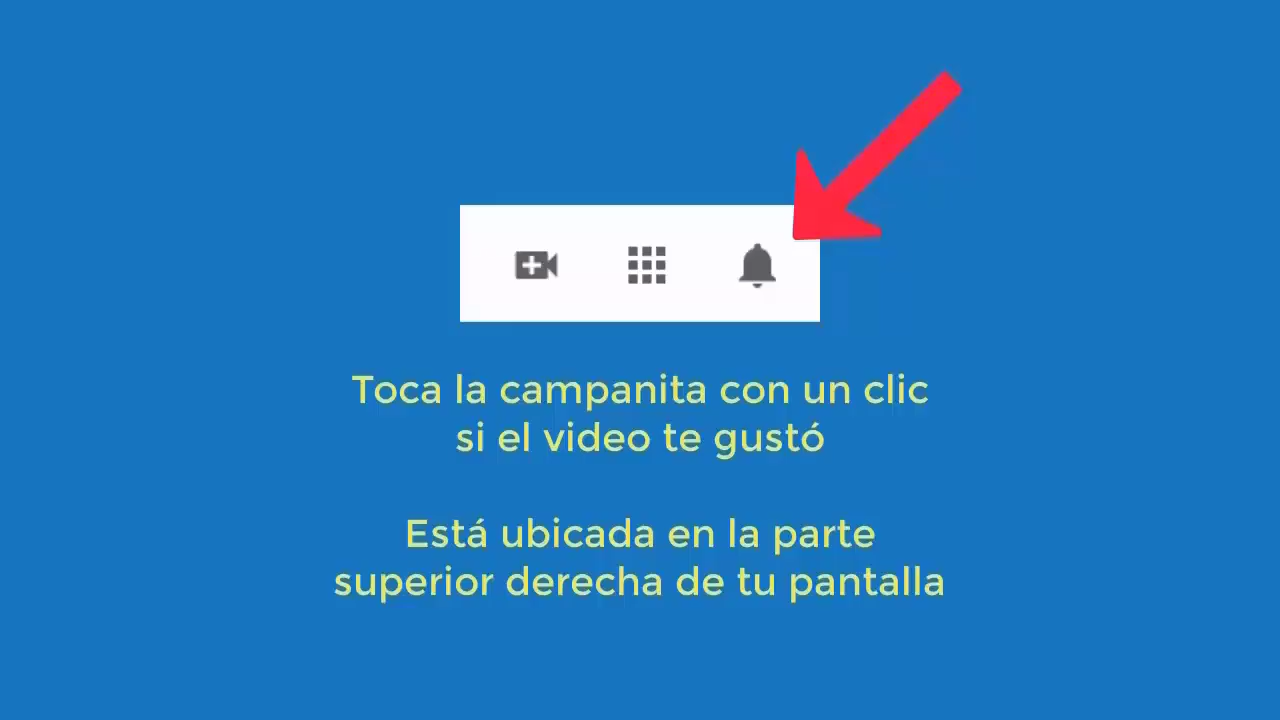 Toca la campanita con un clic
si el video te gustó
Está ubicada en la parte
superior derecha de tu pantalla